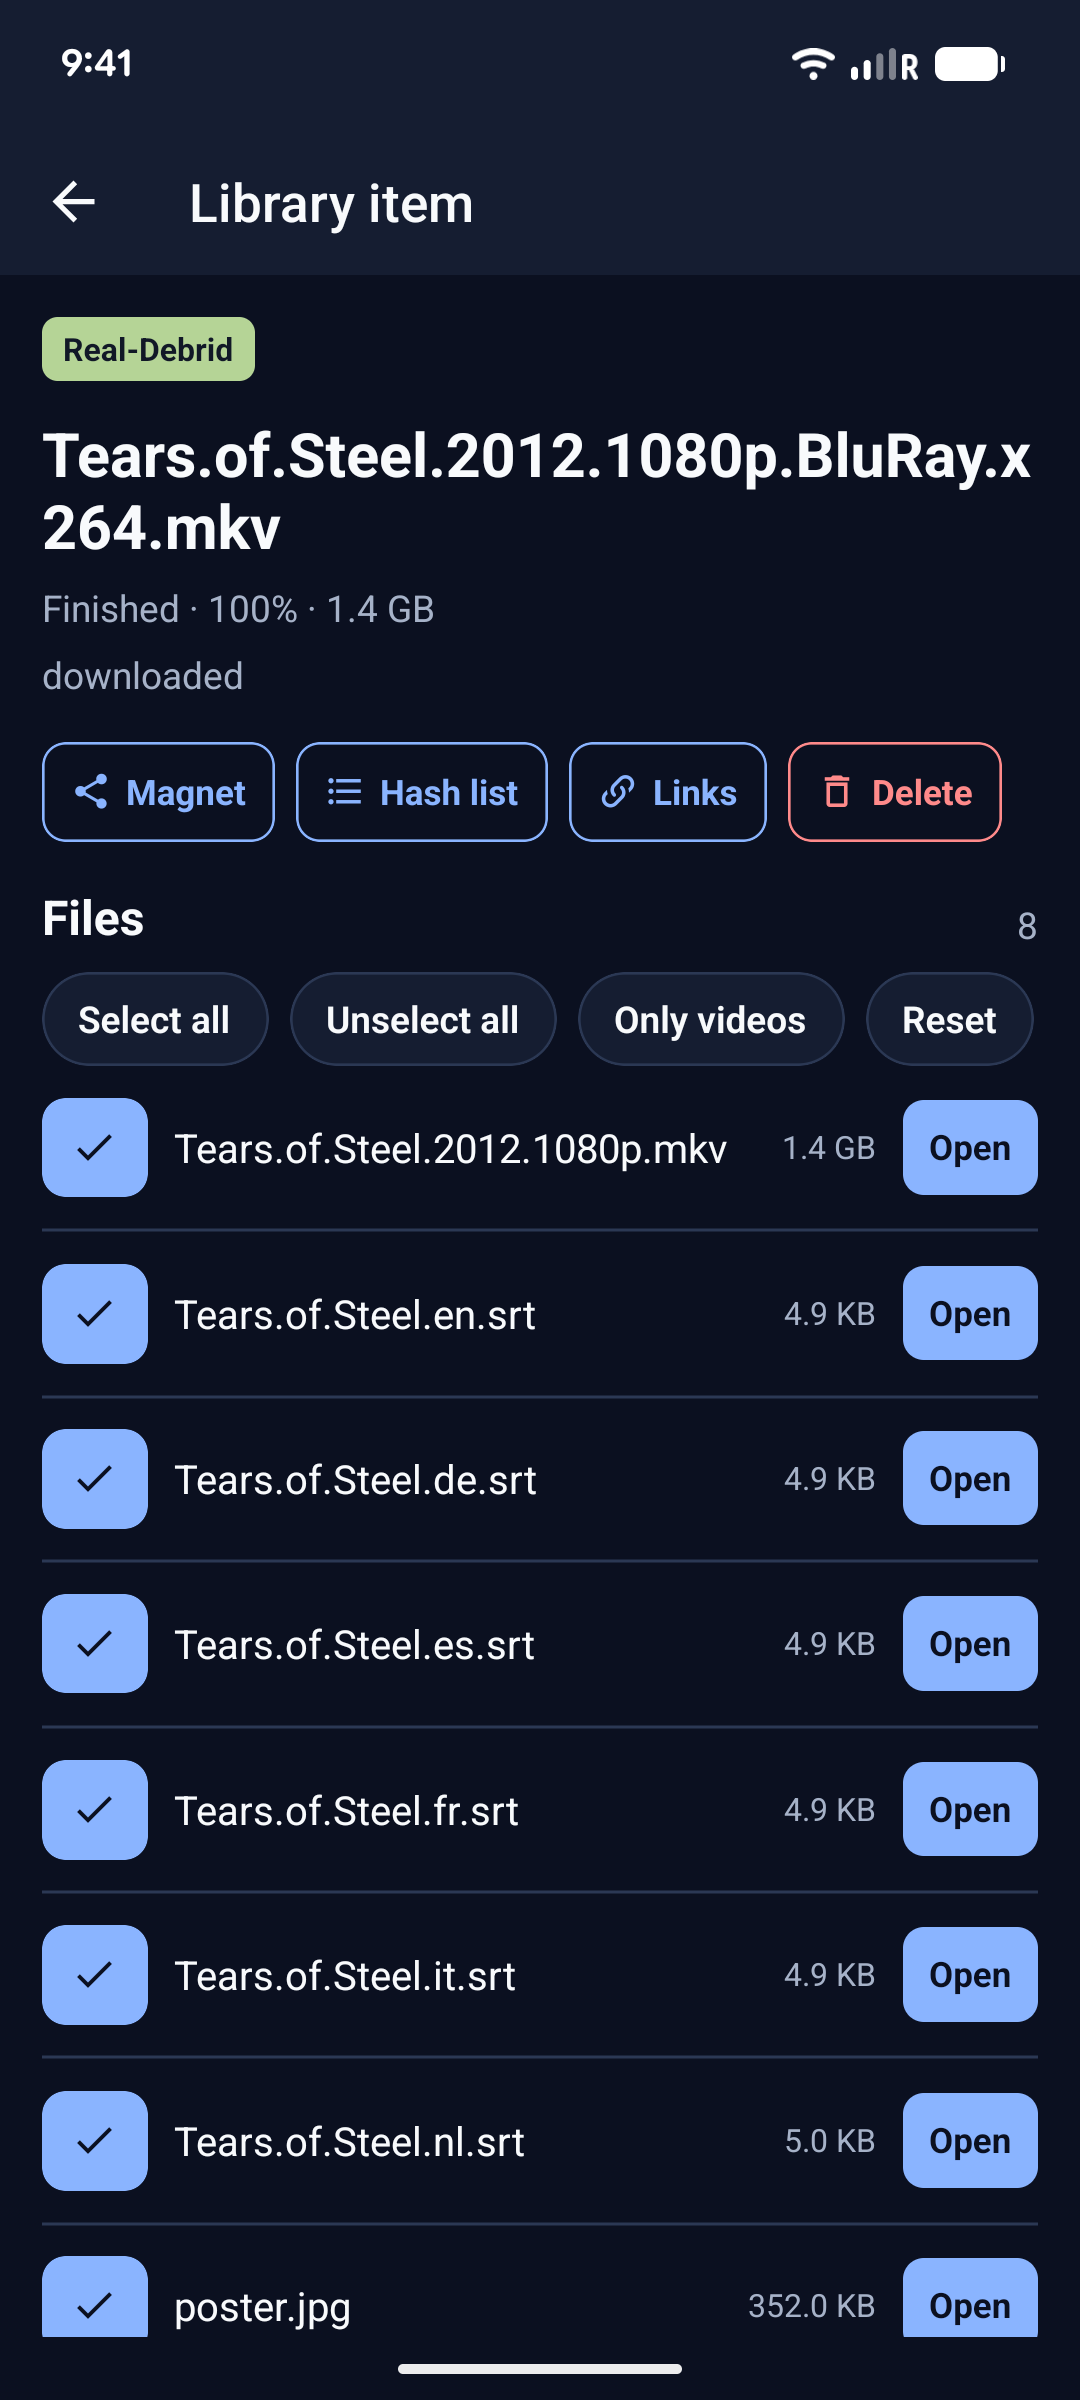 9:41
R
Library item
Real-Debrid
Tears.of.Steel.2012.1080p.BluRay.x
264.mkv
Finished · 100% · 1.4 GB
downloaded
Magnet Hash list Links Delete
Files 8
Select all Unselect all Only videos Reset
Tears.of.Steel.2012.1080p.mkv 1.4 GB Open
Tears.of.Steel.en.srt 4.9 KB Open
Tears.of.Steel.de.srt 4.9 KB Open
Tears.of.Steel.es.srt 4.9 KB Open
Tears.of.Steel.fr.srt 4.9 KB Open
Tears.of.Steel.it.srt 4.9 KB Open
Tears.of.Steel.nl.srt 5.0 KB Open
poster.jpg 352.0 KB Open